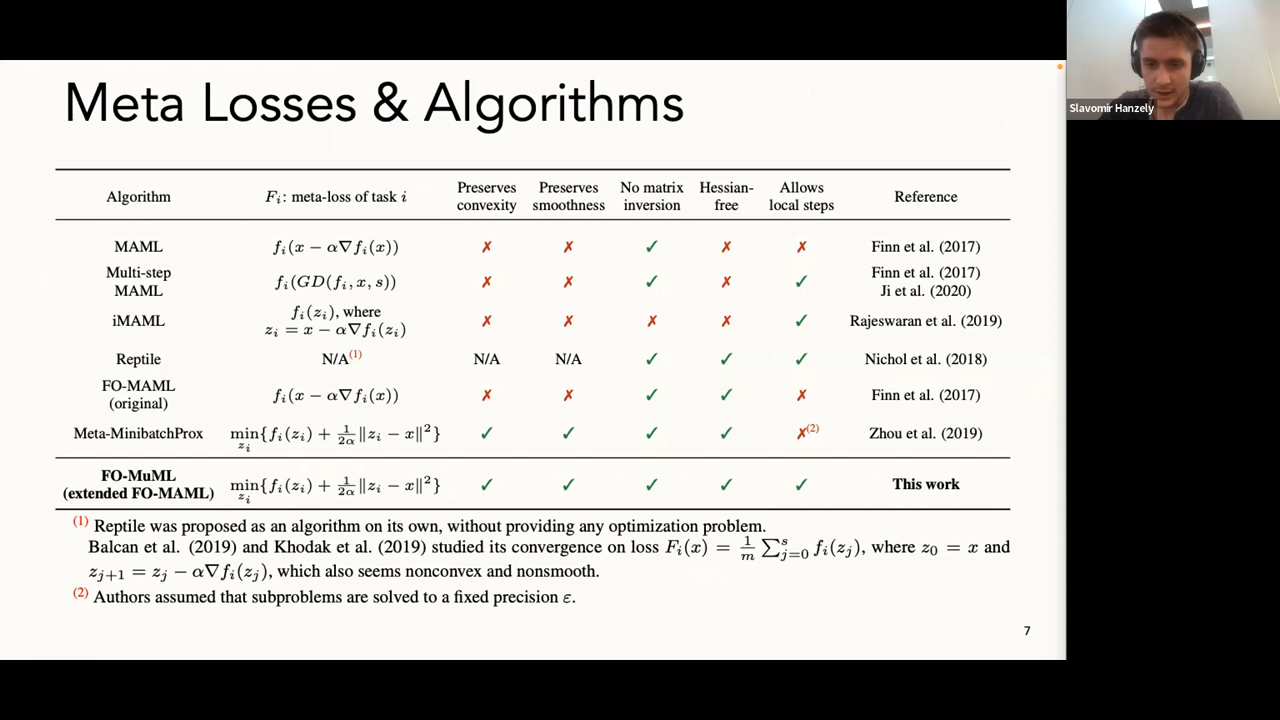 Meta Losses & Algorithms
Slavomir Hanzely
Algorithm F_i: meta-loss of task i Preserves convexity Preserves smoothness No matrix inversion Hessian-free Allows local steps Reference
MAML f_i(x − α∇f_i(x)) ✗ ✗ ✓ ✗ ✗ Finn et al. (2017)
Multi-step MAML f_i(GD(f_i, x, s)) ✗ ✗ ✓ ✗ ✓ Finn et al. (2017) Ji et al. (2020)
iMAML f_i(z_i), where z_i = x − α∇f_i(z_i) ✗ ✗ ✗ ✗ ✓ Rajeswaran et al. (2019)
Reptile N/A(1) N/A N/A ✓ ✓ ✓ Nichol et al. (2018)
FO-MAML (original) f_i(x − α∇f_i(x)) ✗ ✗ ✓ ✓ ✗ Finn et al. (2017)
Meta-MinibatchProx min_{z_i}{f_i(z_i) + 1/2α ‖z_i − x‖²} ✓ ✓ ✓ ✓ ✗(2) Zhou et al. (2019)
FO-MuML (extended FO-MAML) min_{z_i}{f_i(z_i) + 1/2α ‖z_i − x‖²} ✓ ✓ ✓ ✓ ✓ This work
(1) Reptile was proposed as an algorithm on its own, without providing any optimization problem.
Balcan et al. (2019) and Khodak et al. (2019) studied its convergence on loss F_i(x) = 1/m ∑_{j=0}^{s} f_i(z_j), where z_0 = x and
z_{j+1} = z_j − α∇f_i(z_j), which also seems nonconvex and nonsmooth.
(2) Authors assumed that subproblems are solved to a fixed precision ε.
7